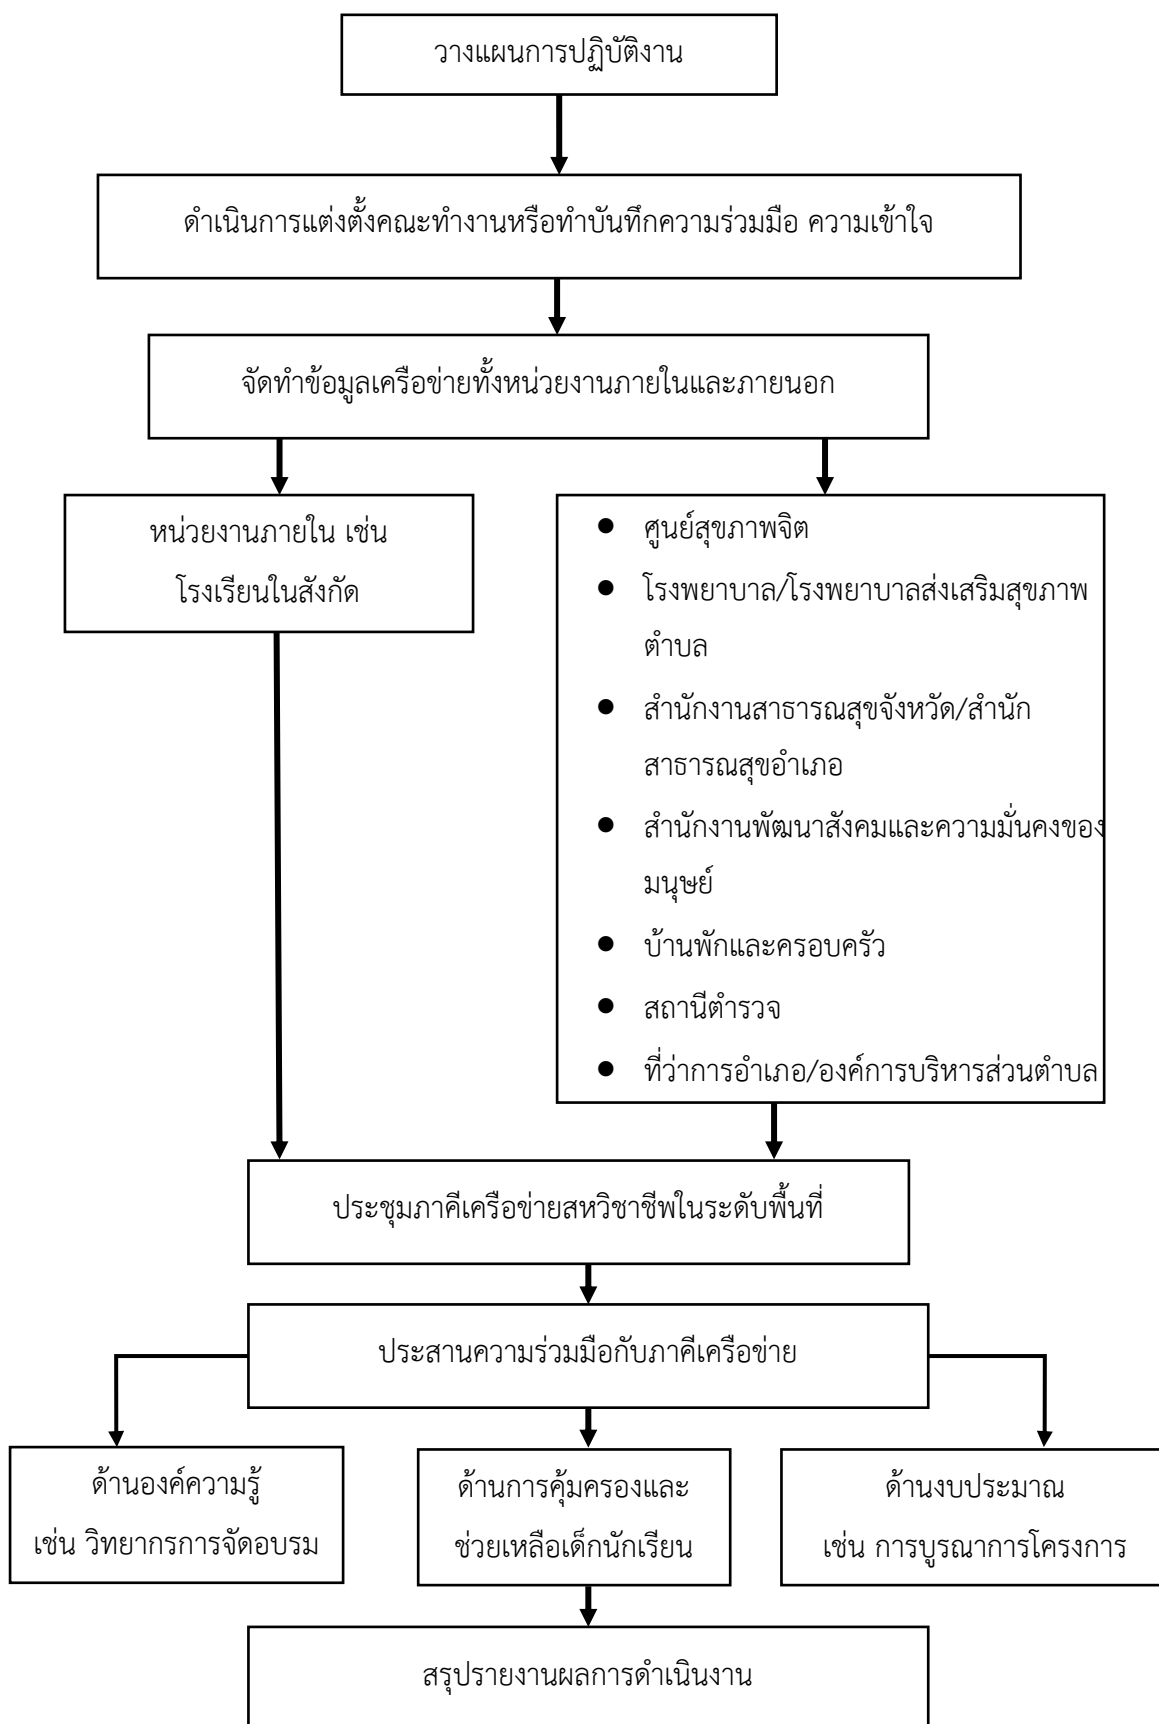 วางแผนการปฏิบัติงาน
ดำเนินการแต่งตั้งคณะทำงานหรือทำบันทึกความร่วมมือ ความเข้าใจ
จัดทำข้อมูลเครือข่ายทั้งหน่วยงานภายในและภายนอก
หน่วยงานภายใน เช่น
โรงเรียนในสังกัด
● ศูนย์สุขภาพจิต
● โรงพยาบาล/โรงพยาบาลส่งเสริมสุขภาพ
ตำบล
● สำนักงานสาธารณสุขจังหวัด/สำนัก
สาธารณสุขอำเภอ
● สำนักงานพัฒนาสังคมและความมั่นคงของ
มนุษย์
● บ้านพักและครอบครัว
● สถานีตำรวจ
● ที่ว่าการอำเภอ/องค์การบริหารส่วนตำบล
ประชุมภาคีเครือข่ายสหวิชาชีพในระดับพื้นที่
ประสานความร่วมมือกับภาคีเครือข่าย
ด้านองค์ความรู้
เช่น วิทยากรการจัดอบรม
ด้านการคุ้มครองและ
ช่วยเหลือเด็กนักเรียน
ด้านงบประมาณ
เช่น การบูรณาการโครงการ
สรุปรายงานผลการดำเนินงาน